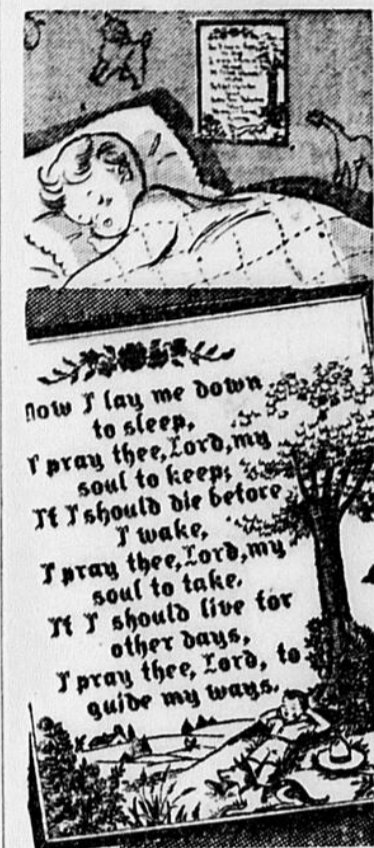 Now I lay me down
to sleep,
I pray thee, Lord, my
soul to keep;
If I should die before
I wake,
I pray thee, Lord, my
soul to take.
If I should live for
other days,
I pray thee, Lord, to
guide my ways.